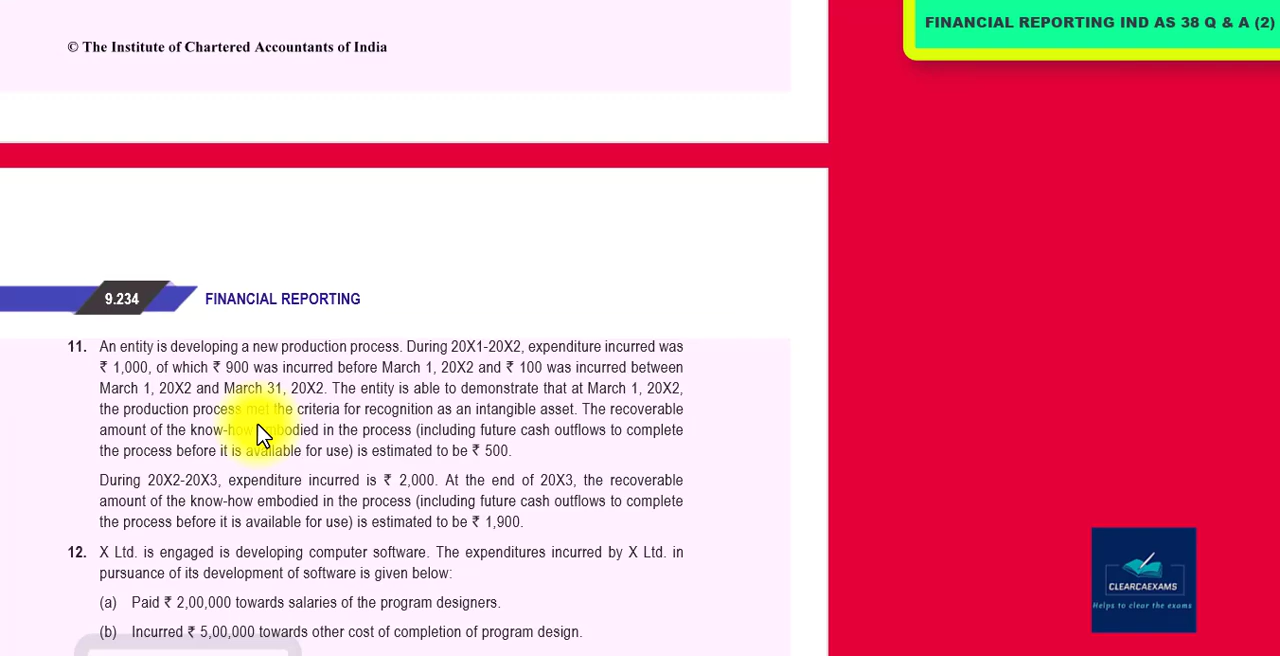 FINANCIAL REPORTING IND AS 38 Q & A (2)
© The Institute of Chartered Accountants of India
9.234 FINANCIAL REPORTING
11. An entity is developing a new production process. During 20X1-20X2, expenditure incurred was
₹ 1,000, of which ₹ 900 was incurred before March 1, 20X2 and ₹ 100 was incurred between
March 1, 20X2 and March 31, 20X2. The entity is able to demonstrate that at March 1, 20X2,
the production process met the criteria for recognition as an intangible asset. The recoverable
amount of the know-how embodied in the process (including future cash outflows to complete
the process before it is available for use) is estimated to be ₹ 500.
During 20X2-20X3, expenditure incurred is ₹ 2,000. At the end of 20X3, the recoverable
amount of the know-how embodied in the process (including future cash outflows to complete
the process before it is available for use) is estimated to be ₹ 1,900.
12. X Ltd. is engaged is developing computer software. The expenditures incurred by X Ltd. in
pursuance of its development of software is given below:
(a) Paid ₹ 2,00,000 towards salaries of the program designers.
(b) Incurred ₹ 5,00,000 towards other cost of completion of program design.
CLEARCAEXAMS
Helps to clear the exams